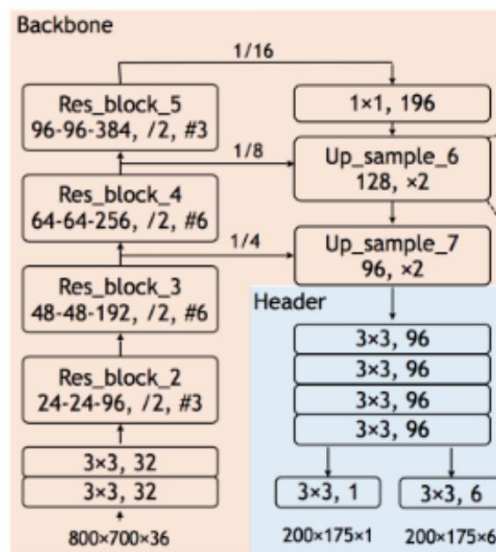 Backbone
1/16
Res_block_5
96-96-384, /2, #3
1×1, 196
1/8
Up_sample_6
128, ×2
Res_block_4
64-64-256, /2, #6
1/4
Up_sample_7
96, ×2
Res_block_3
48-48-192, /2, #6
Header
3×3, 96
3×3, 96
3×3, 96
3×3, 96
Res_block_2
24-24-96, /2, #3
3×3, 32
3×3, 32
3×3, 1
3×3, 6
800×700×36
200×175×1
200×175×6